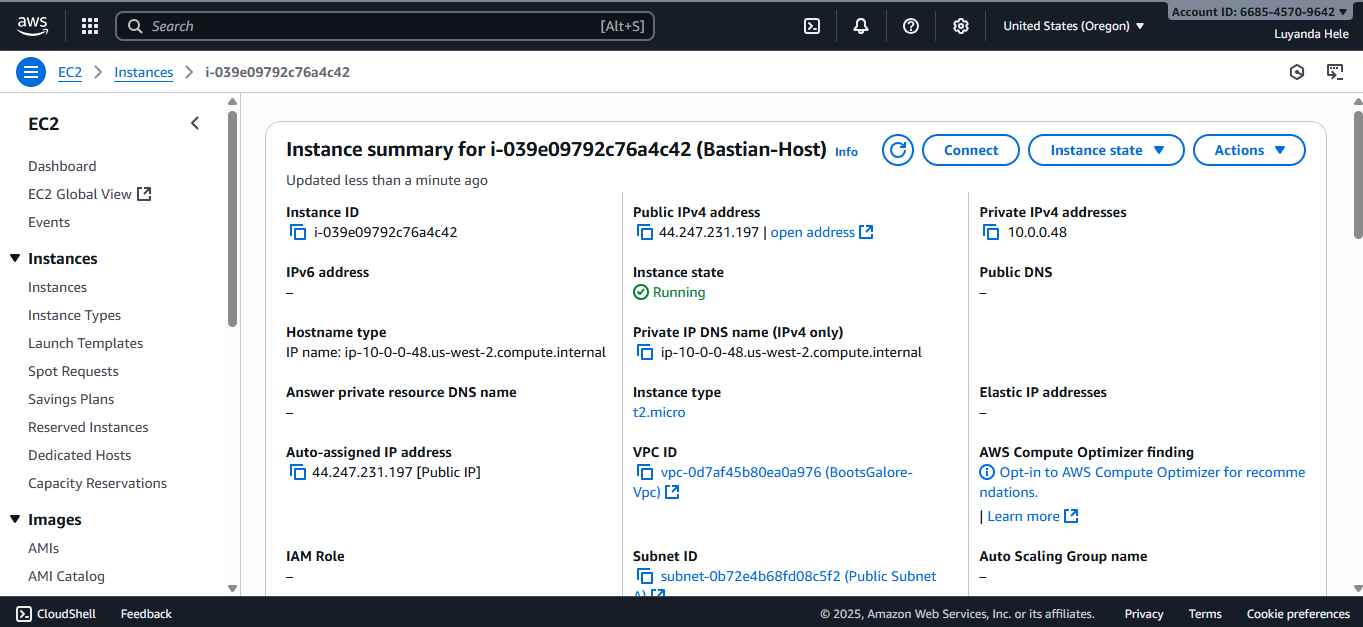 aws
Search
[Alt+S]
United States (Oregon)
Account ID: 6685-4570-9642
Luyanda Hele
EC2
Instances
i-039e09792c76a4c42
EC2
Dashboard
EC2 Global View
Events
Instances
Instances
Instance Types
Launch Templates
Spot Requests
Savings Plans
Reserved Instances
Dedicated Hosts
Capacity Reservations
Images
AMIs
AMI Catalog
Instance summary for i-039e09792c76a4c42 (Bastian-Host) Info
Connect
Instance state
Actions
Updated less than a minute ago
Instance ID
i-039e09792c76a4c42
Public IPv4 address
44.247.231.197 | open address
Private IPv4 addresses
10.0.0.48
IPv6 address
–
Instance state
Running
Public DNS
–
Hostname type
IP name: ip-10-0-0-48.us-west-2.compute.internal
Private IP DNS name (IPv4 only)
ip-10-0-0-48.us-west-2.compute.internal
Answer private resource DNS name
–
Instance type
t2.micro
Elastic IP addresses
–
Auto-assigned IP address
44.247.231.197 [Public IP]
VPC ID
vpc-0d7af45b80ea0a976 (BootsGalore-
Vpc)
AWS Compute Optimizer finding
Opt-in to AWS Compute Optimizer for recomme
ndations.
| Learn more
IAM Role
–
Subnet ID
subnet-0b72e4b68fd08c5f2 (Public Subnet
A)
Auto Scaling Group name
–
CloudShell
Feedback
© 2025, Amazon Web Services, Inc. or its affiliates.
Privacy
Terms
Cookie preferences